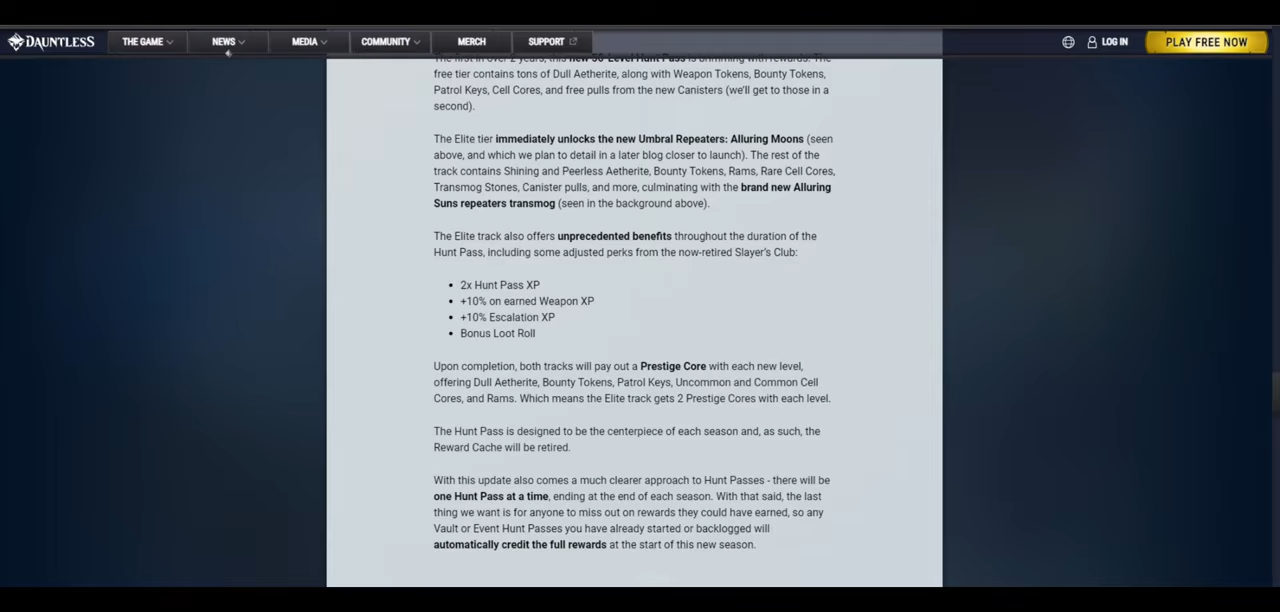 DAUNTLESS
THE GAME
NEWS
MEDIA
COMMUNITY
MERCH
SUPPORT
LOG IN
PLAY FREE NOW
The first in over 2 years, this new 50-Level Hunt Pass is brimming with rewards. The
free tier contains tons of Dull Aetherite, along with Weapon Tokens, Bounty Tokens,
Patrol Keys, Cell Cores, and free pulls from the new Canisters (we'll get to those in a
second).
The Elite tier immediately unlocks the new Umbral Repeaters: Alluring Moons (seen
above, and which we plan to detail in a later blog closer to launch). The rest of the
track contains Shining and Peerless Aetherite, Bounty Tokens, Rams, Rare Cell Cores,
Transmog Stones, Canister pulls, and more, culminating with the brand new Alluring
Suns repeaters transmog (seen in the background above).
The Elite track also offers unprecedented benefits throughout the duration of the
Hunt Pass, including some adjusted perks from the now-retired Slayer's Club:
• 2x Hunt Pass XP
• +10% on earned Weapon XP
• +10% Escalation XP
• Bonus Loot Roll
Upon completion, both tracks will pay out a Prestige Core with each new level,
offering Dull Aetherite, Bounty Tokens, Patrol Keys, Uncommon and Common Cell
Cores, and Rams. Which means the Elite track gets 2 Prestige Cores with each level.
The Hunt Pass is designed to be the centerpiece of each season and, as such, the
Reward Cache will be retired.
With this update also comes a much clearer approach to Hunt Passes - there will be
one Hunt Pass at a time, ending at the end of each season. With that said, the last
thing we want is for anyone to miss out on rewards they could have earned, so any
Vault or Event Hunt Passes you have already started or backlogged will
automatically credit the full rewards at the start of this new season.